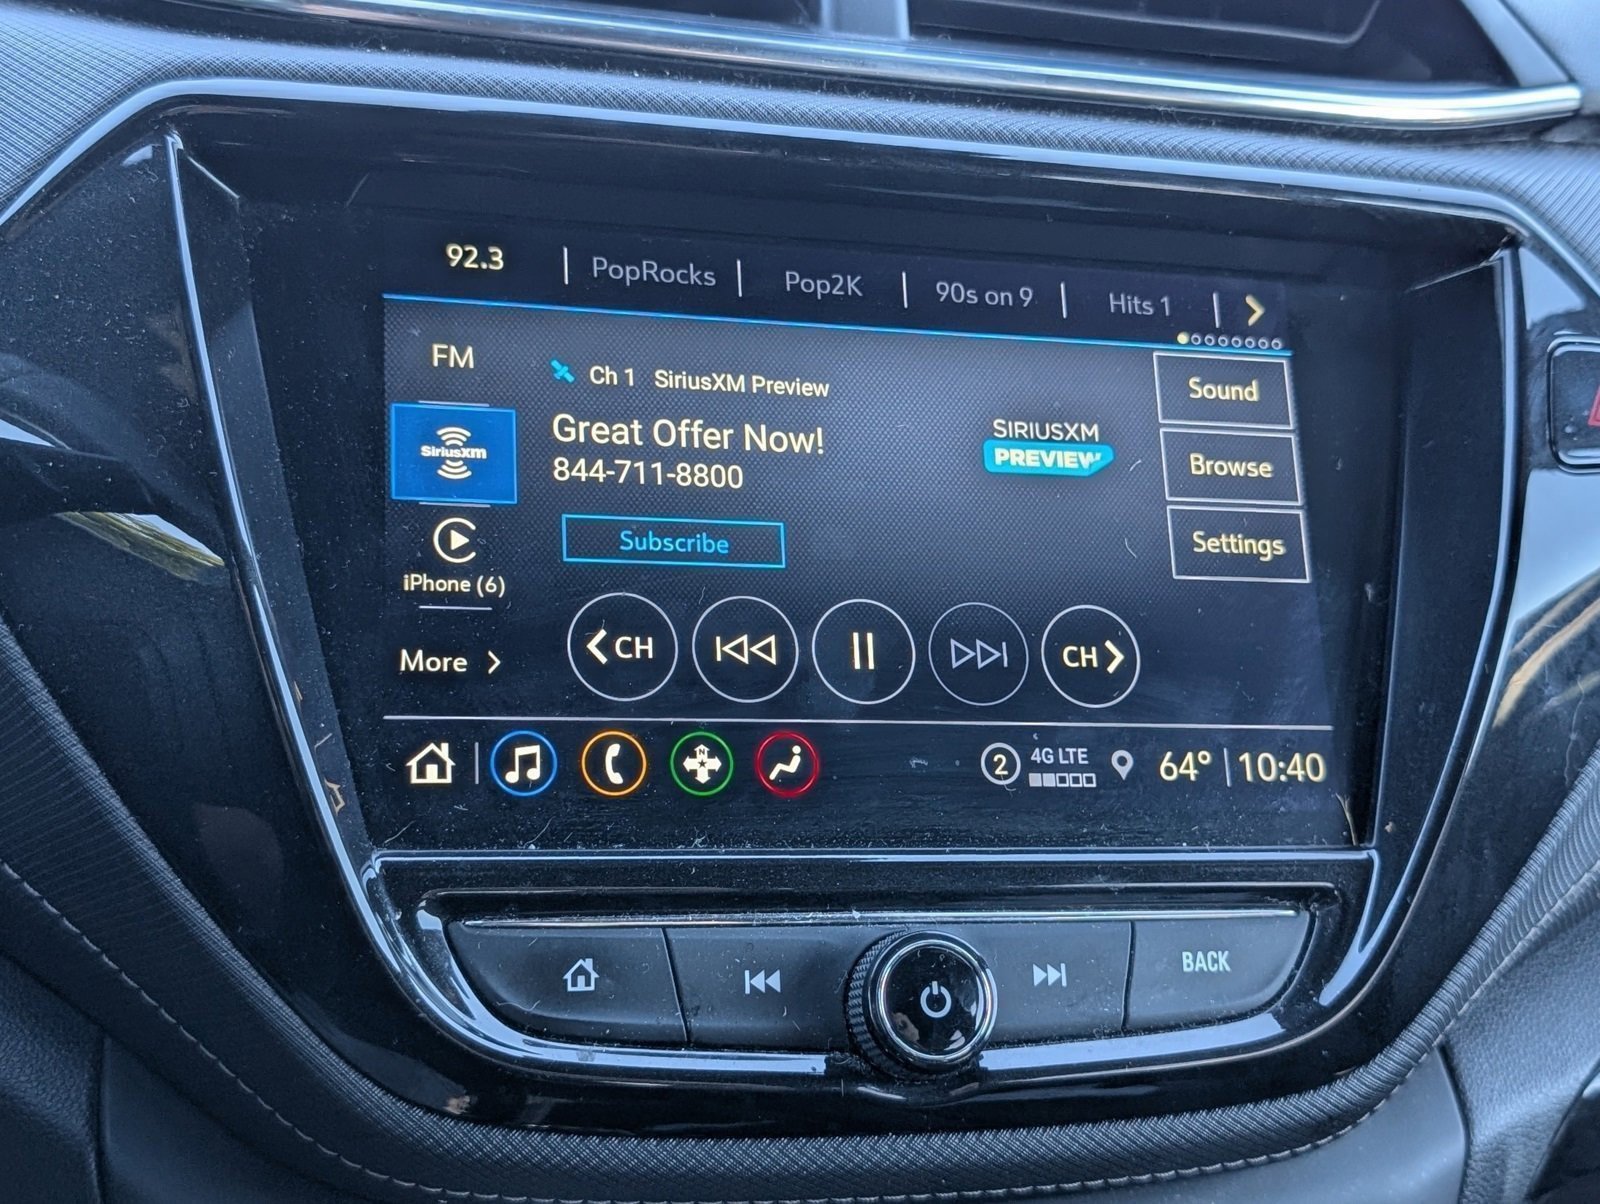 92.3 | PopRocks | Pop2K | 90s on 9 | Hits 1 | >
FM
Ch 1 SiriusXM Preview
Great Offer Now!
844-711-8800
Subscribe
SIRIUSXM
PREVIEW
Sound
Browse
Settings
SiriusXM
iPhone (6)
More >
< CH
CH >
N
2
4G LTE
64° | 10:40
BACK